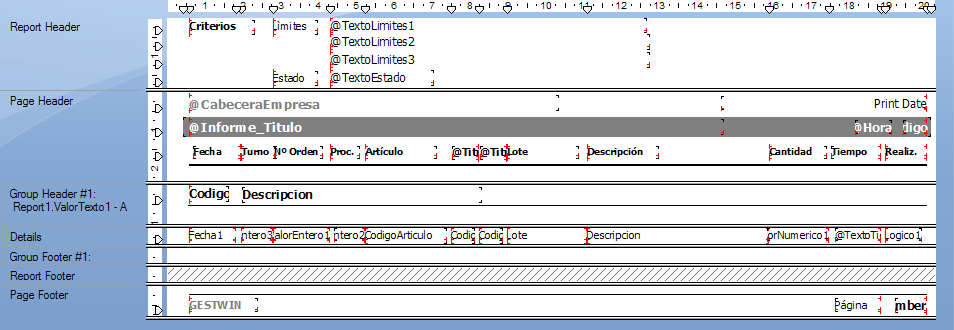 1 2 3 4 5 6 7 8 9 10 11 12 13 14 15 16 17 18 19 20
Report Header
Criterios Límites @TextoLimites1
@TextoLimites2
@TextoLimites3
Estado @TextoEstado
Page Header
@CabeceraEmpresa Print Date
@Informe_Titulo @Hora digo
Fecha Turno Nº Orden Proc. Artículo @Tit @Tit Lote Descripción Cantidad Tiempo Realiz.
Group Header #1:
Report1.ValorTexto1 - A
Codigo Descripcion
Details
Fecha1 ntero3 alorEntero1 ntero2 CodigoArticulo Codig Codig Lote Descripcion orNumerico1 @TextoTi Logico1
Group Footer #1:
Report Footer
Page Footer
GESTWIN Página mber